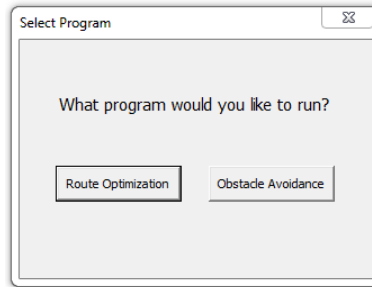 Select Program
What program would you like to run?
Route Optimization
Obstacle Avoidance